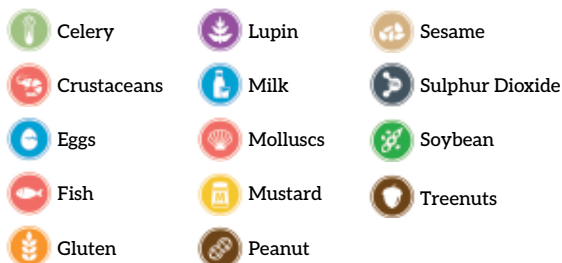 Celery
Crustaceans
Eggs
Fish
Gluten
Lupin
Milk
Molluscs
M
Mustard
Peanut
Sesame
Sulphur Dioxide
Soybean
Treenuts